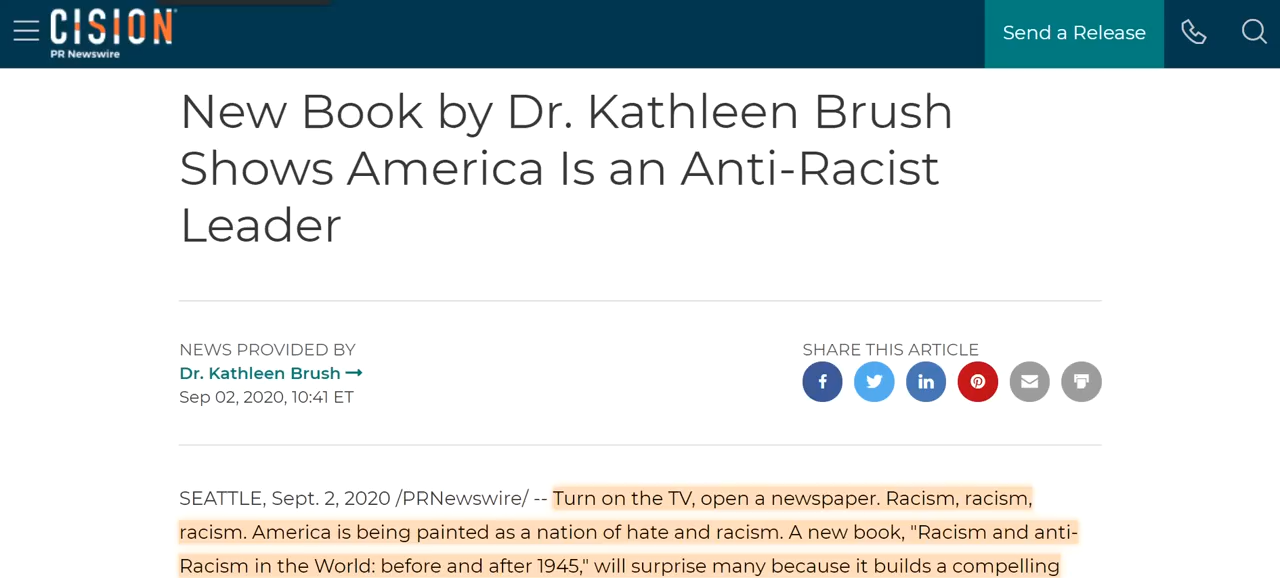 CISION
PR Newswire
Send a Release
New Book by Dr. Kathleen Brush
Shows America Is an Anti-Racist
Leader
NEWS PROVIDED BY
Dr. Kathleen Brush
Sep 02, 2020, 10:41 ET
SHARE THIS ARTICLE
SEATTLE, Sept. 2, 2020 /PRNewswire/ -- Turn on the TV, open a newspaper. Racism, racism,
racism. America is being painted as a nation of hate and racism. A new book, "Racism and anti-
Racism in the World: before and after 1945," will surprise many because it builds a compelling